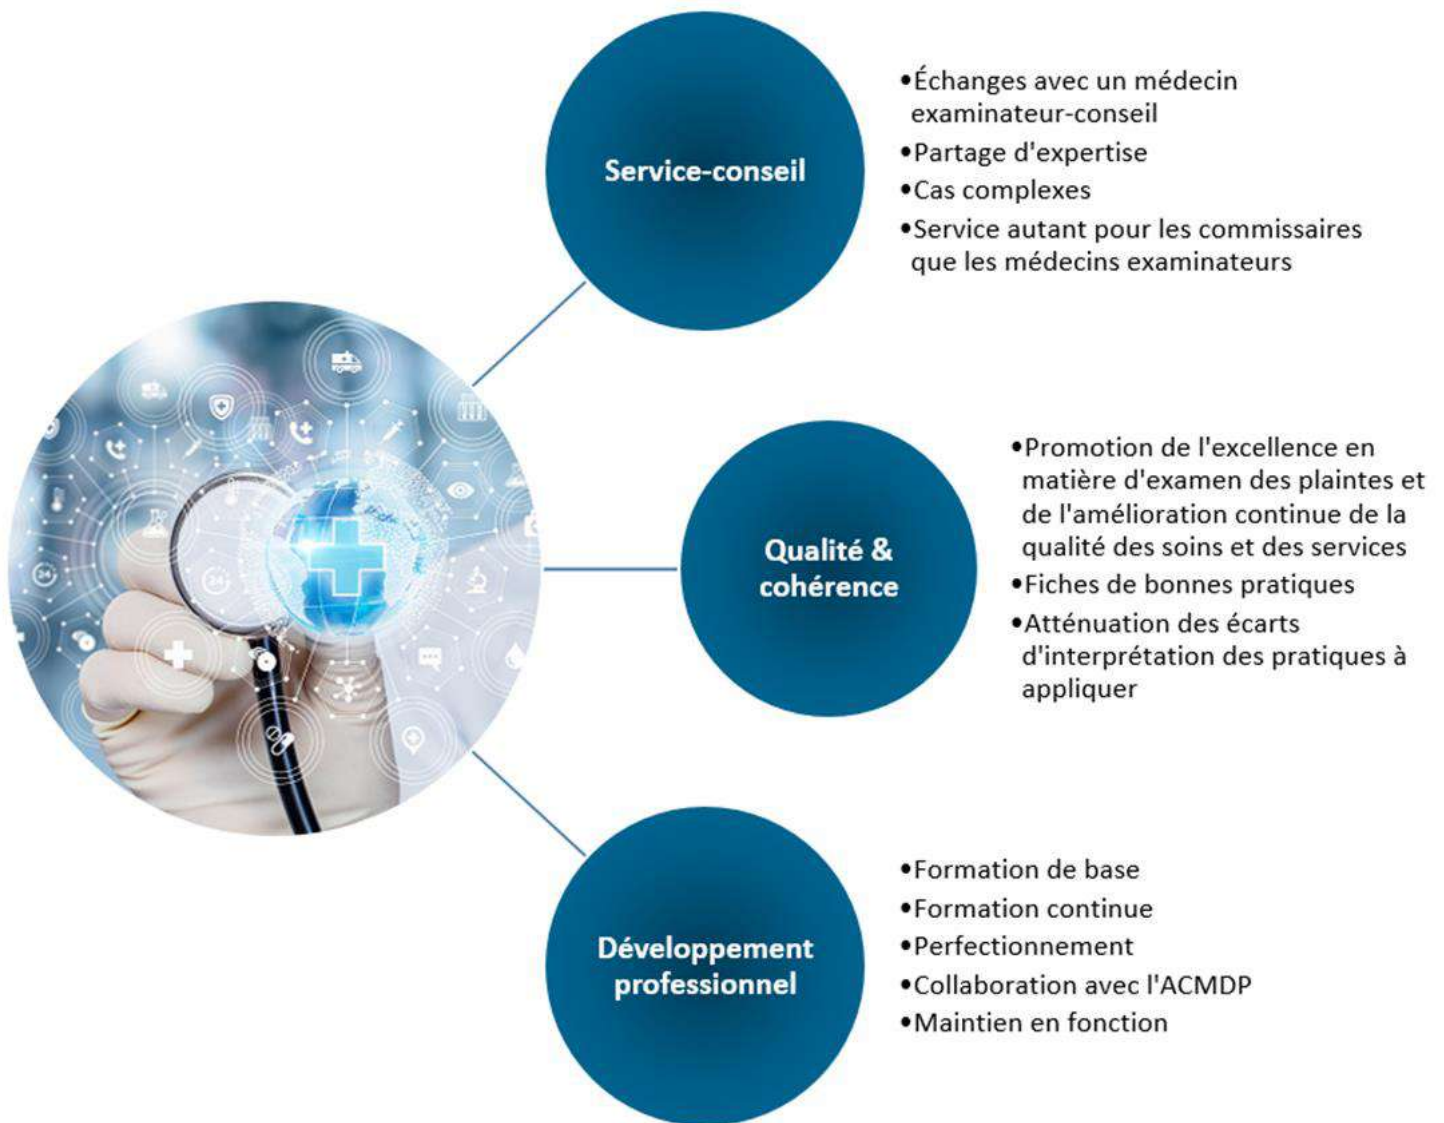 Service-conseil
•Échanges avec un médecin
examinateur-conseil
•Partage d'expertise
•Cas complexes
•Service autant pour les commissaires
que les médecins examinateurs
Qualité &
cohérence
•Promotion de l'excellence en
matière d'examen des plaintes et
de l'amélioration continue de la
qualité des soins et des services
•Fiches de bonnes pratiques
•Atténuation des écarts
d'interprétation des pratiques à
appliquer
24
24
Développement
professionnel
•Formation de base
•Formation continue
•Perfectionnement
•Collaboration avec l'ACMDP
•Maintien en fonction